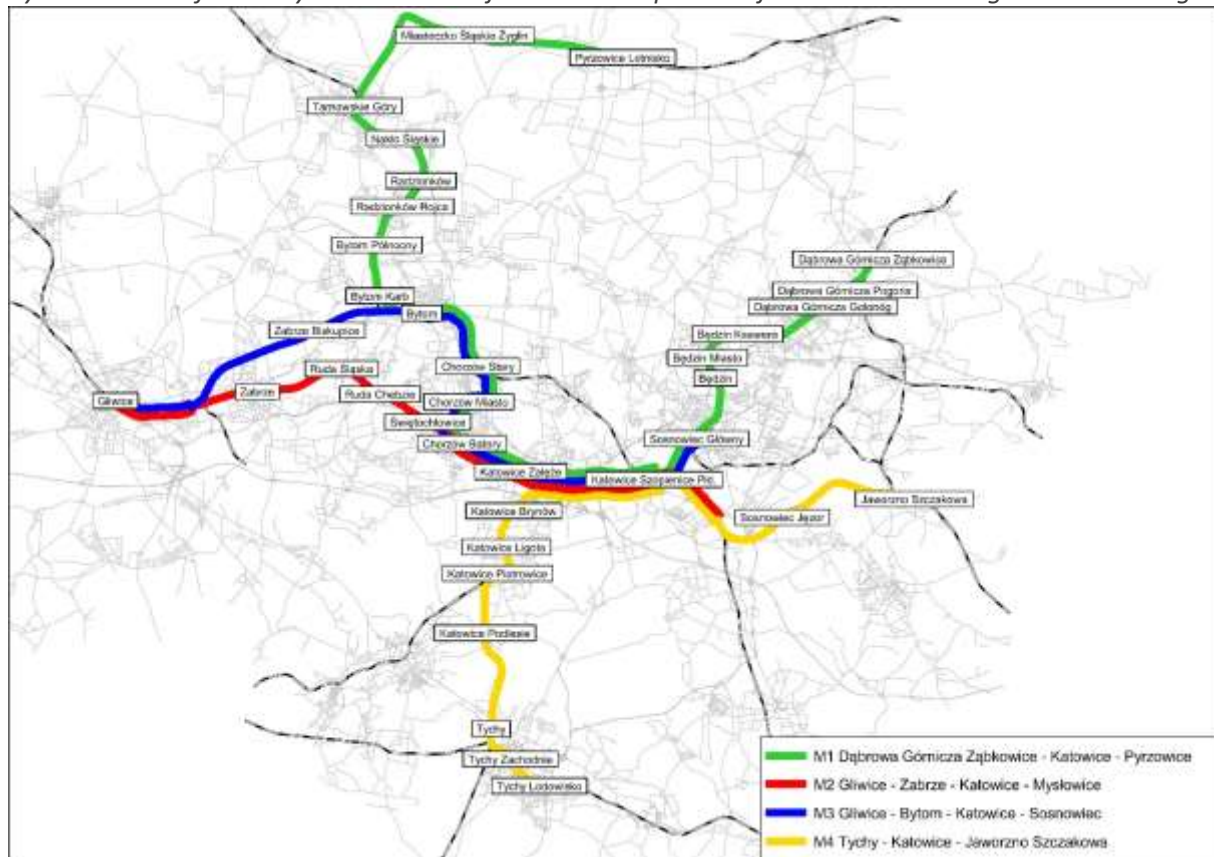 Miasteczko Śląskie Żyglin
Pyrzowice Lotnisko
Tarnowskie Góry
Nakło Śląskie
Radzionków
Radzionków Rojca
Bytom Północny
Dąbrowa Górnicza Ząbkowice
Dąbrowa Górnicza Pogoria
Bytom Karb
Dąbrowa Górnicza Gołonóg
Bytom
Zabrze Biskupice
Będzin Ksawera
Będzin Miasto
Chorzów Stary
Ruda Śląska
Będzin
Zabrze
Ruda Chebzie
Gliwice
Chorzów Miasto
Świętochłowice
Sosnowiec Główny
Chorzów Batory
Katowice Załęże
Katowice Szopienice Płd.
Jaworzno Szczakowa
Katowice Brynów
Sosnowiec Jęzor
Katowice Ligota
Katowice Piotrowice
Katowice Podlesie
Tychy
Tychy Zachodnie
Tychy Lodowisko
M1 Dąbrowa Górnicza Ząbkowice - Katowice - Pyrzowice
M2 Gliwice - Zabrze - Katowice - Mysłowice
M3 Gliwice - Bytom - Katowice - Sosnowiec
M4 Tychy - Katowice - Jaworzno Szczakowa